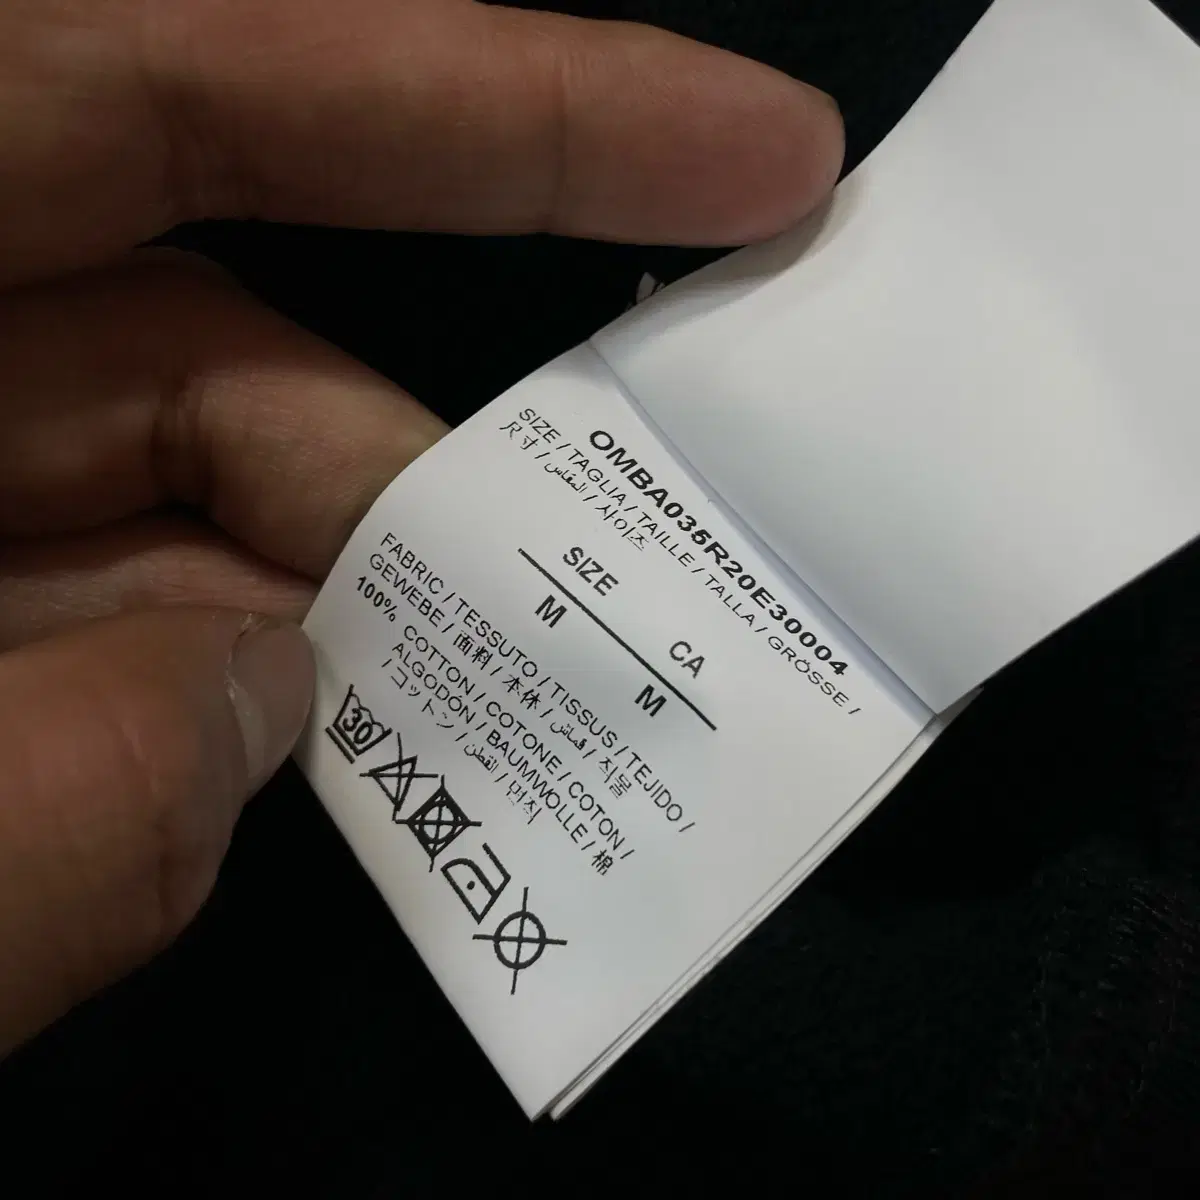 OMBA035R20E30004
SIZE / TAGLIA / TAILLE / TALLA / GRÖSSE /
尺寸 / المقاس / 사이즈
SIZE CA
M M
FABRIC / TESSUTO / TISSUS / TEJIDO /
GEWEBE / 面料 / 本体 / قماش / 직물
100% COTTON / COTONE / COTON /
ALGODÓN / BAUMWOLLE / 棉
/ コットン / القطن / 면직
30